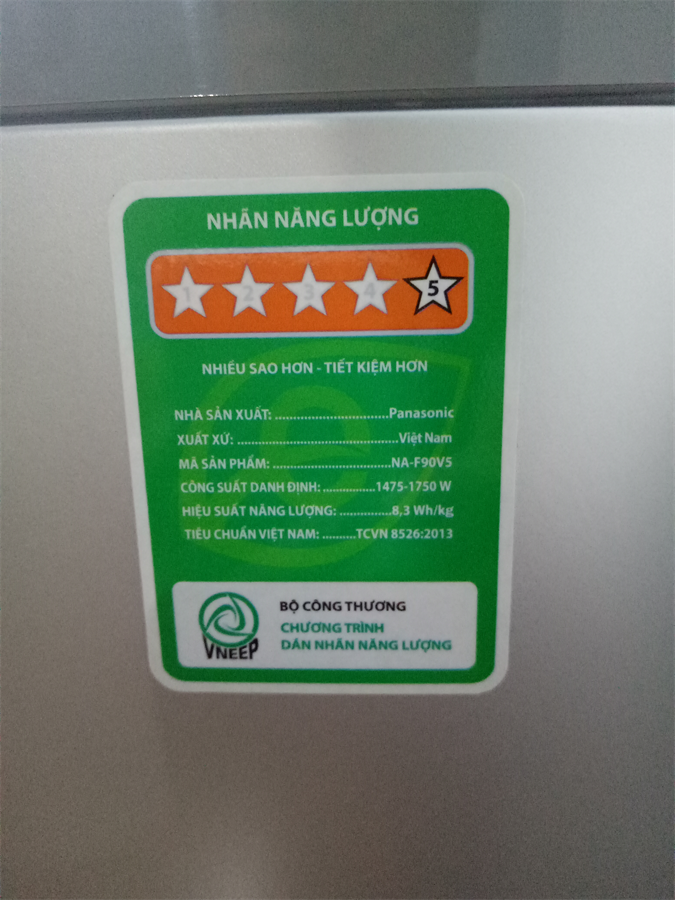 NHÃN NĂNG LƯỢNG
1 2 3 4 5
NHIỀU SAO HƠN - TIẾT KIỆM HƠN
NHÀ SẢN XUẤT: ...............................Panasonic
XUẤT XỨ: ............................................Việt Nam
MÃ SẢN PHẨM: ................................NA-F90V5
CÔNG SUẤT DANH ĐỊNH: ..............1475-1750 W
HIỆU SUẤT NĂNG LƯỢNG: ..............8,3 Wh/kg
TIÊU CHUẨN VIỆT NAM: ..........TCVN 8526:2013
BỘ CÔNG THƯƠNG
CHƯƠNG TRÌNH
DÁN NHÃN NĂNG LƯỢNG
VNEEP